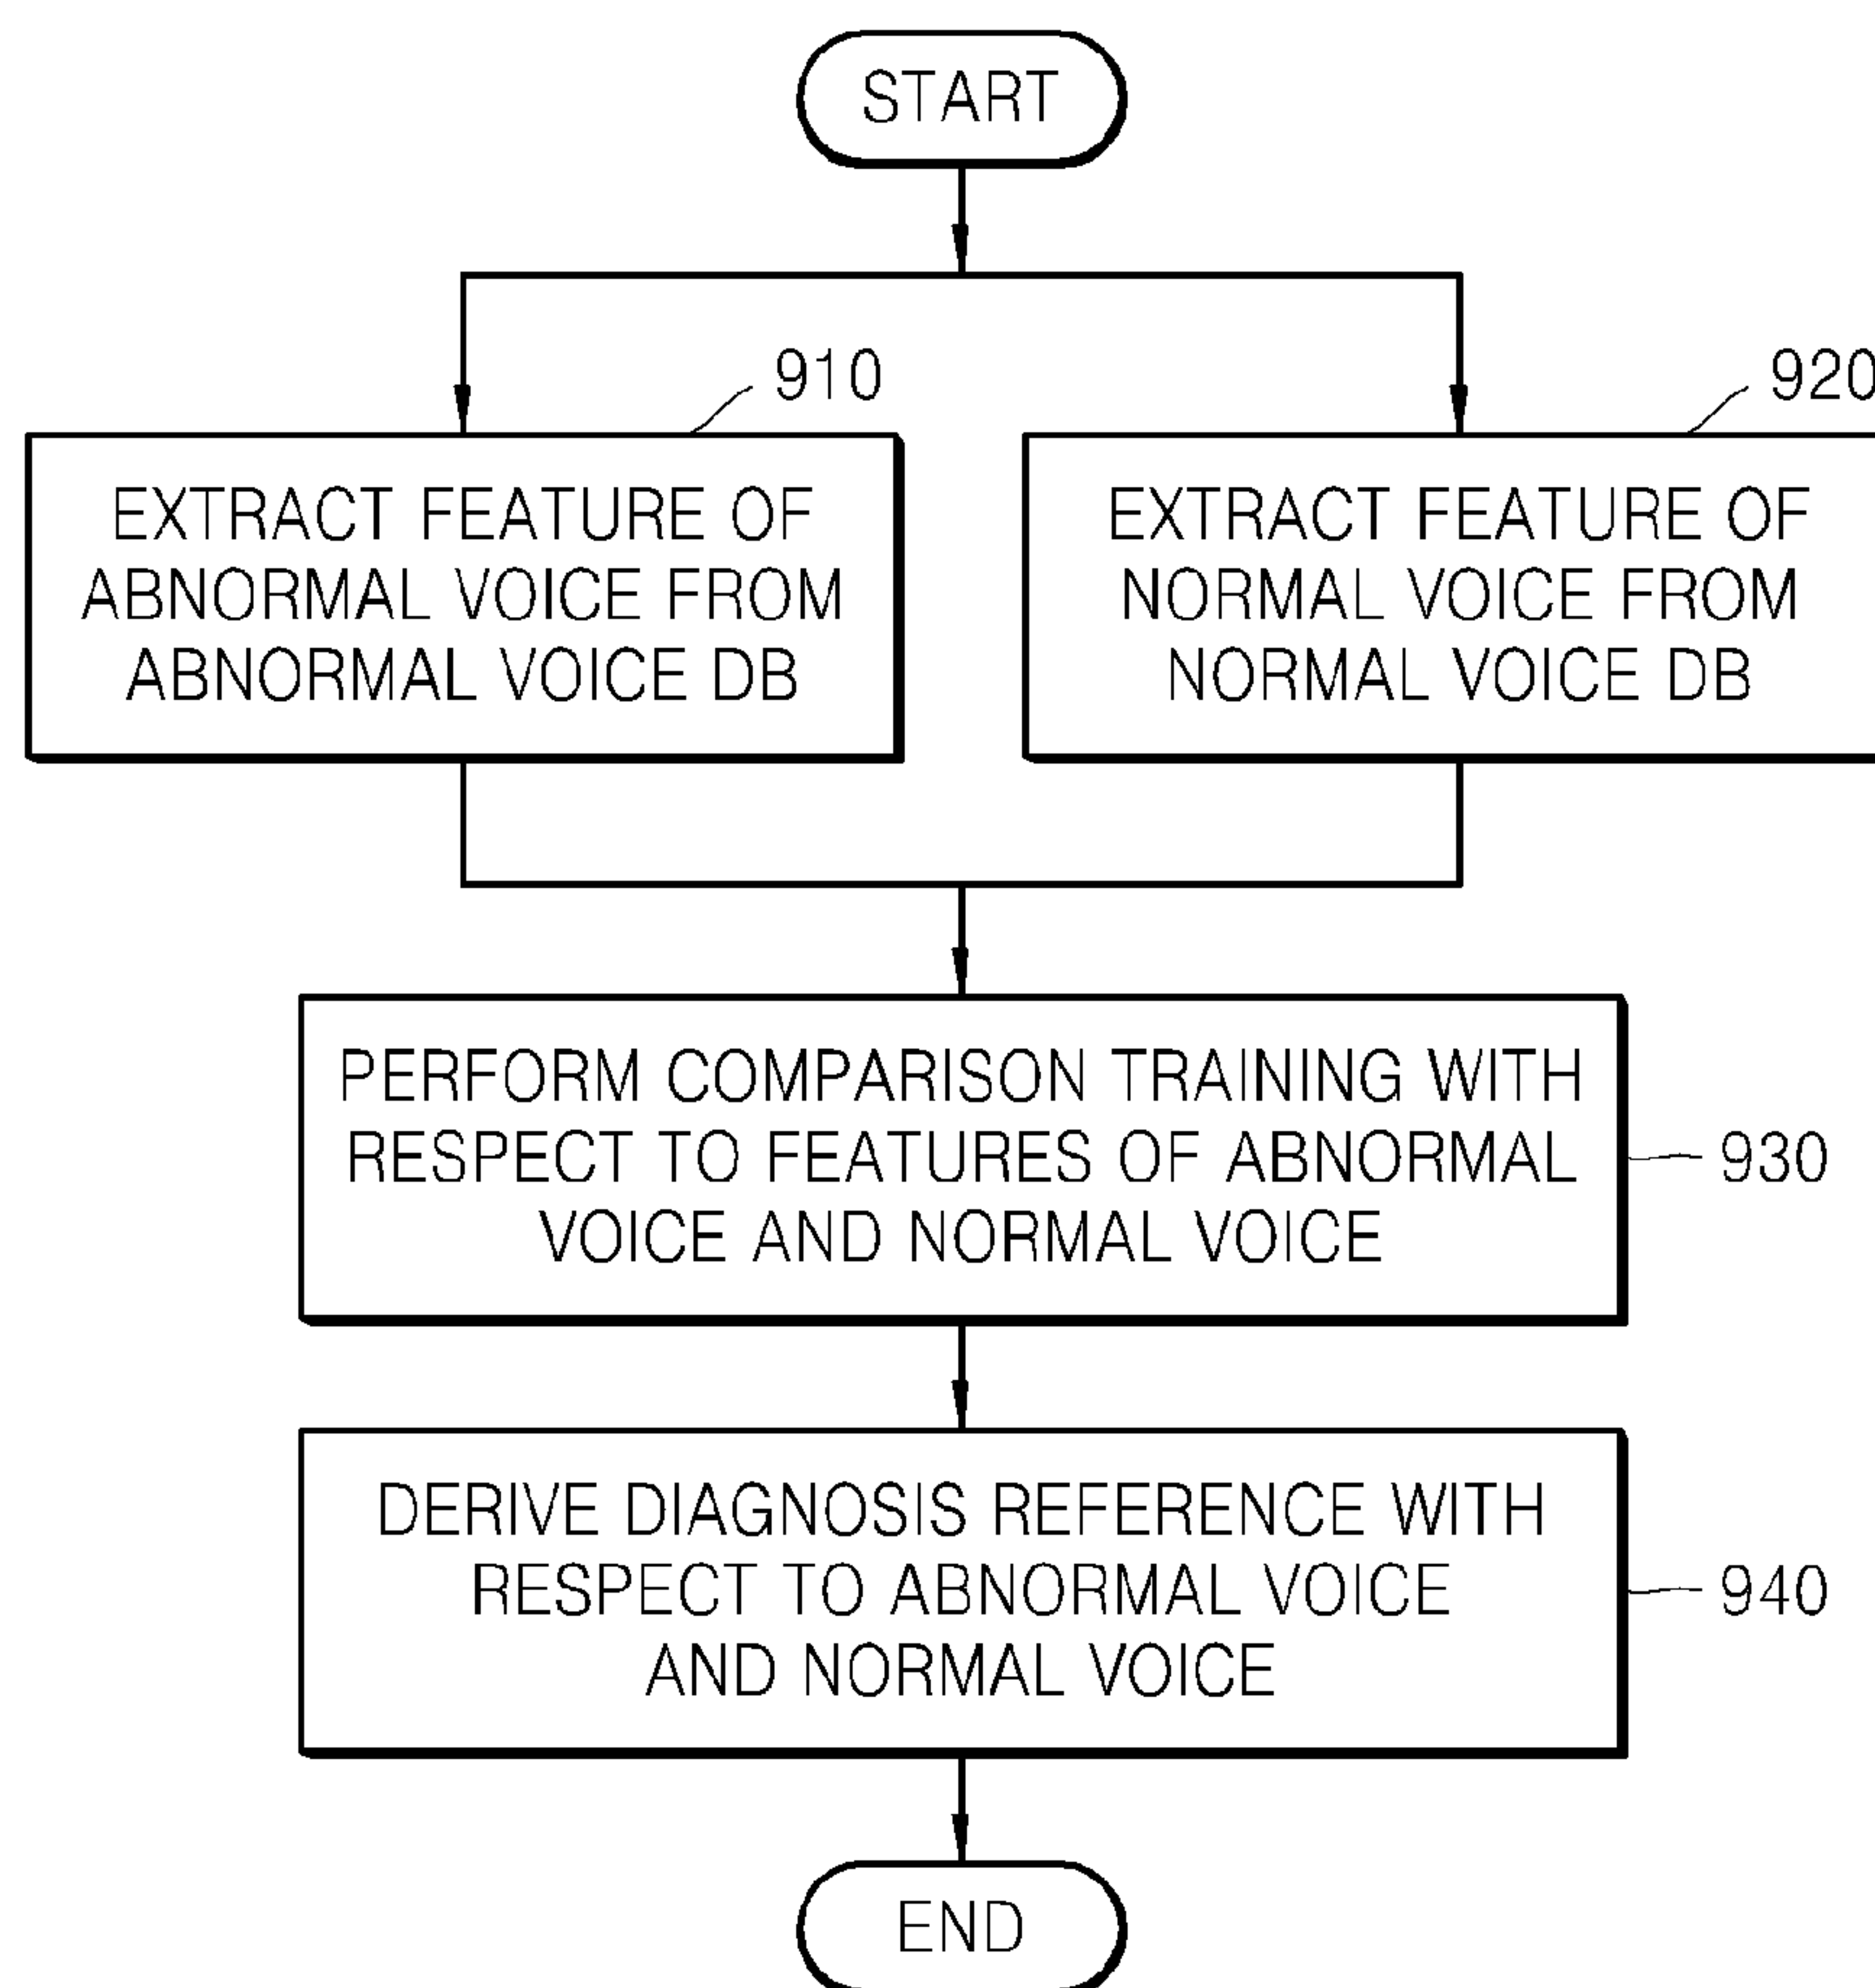 START
910
EXTRACT FEATURE OF
ABNORMAL VOICE FROM
ABNORMAL VOICE DB
920
EXTRACT FEATURE OF
NORMAL VOICE FROM
NORMAL VOICE DB
PERFORM COMPARISON TRAINING WITH
RESPECT TO FEATURES OF ABNORMAL
VOICE AND NORMAL VOICE
930
DERIVE DIAGNOSIS REFERENCE WITH
RESPECT TO ABNORMAL VOICE
AND NORMAL VOICE
940
END